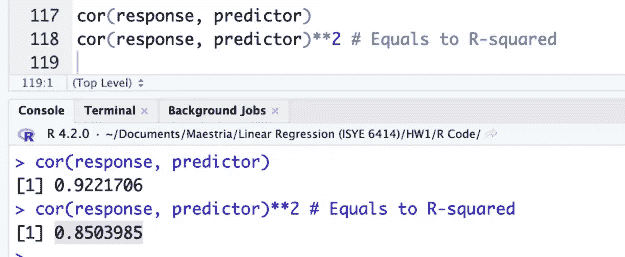 117 cor(response, predictor)
118 cor(response, predictor)**2 # Equals to R-squared
119
119:1 (Top Level)
Console Terminal × Background Jobs ×
R R 4.2.0 · ~/Documents/Maestria/Linear Regression (ISYE 6414)/HW1/R Code/
> cor(response, predictor)
[1] 0.9221706
> cor(response, predictor)**2 # Equals to R-squared
[1] 0.8503985
>